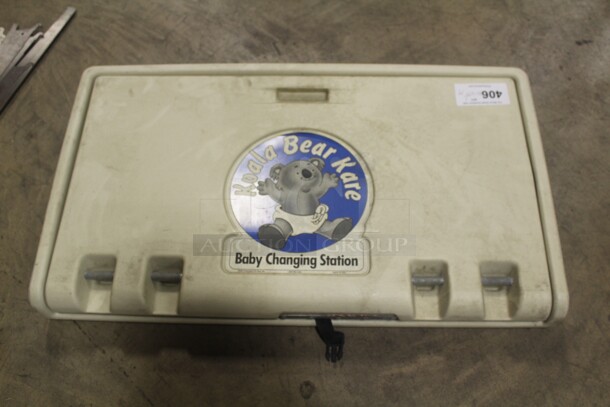 406
Koala Bear Kare
AUCTION GROUP
Baby Changing Station